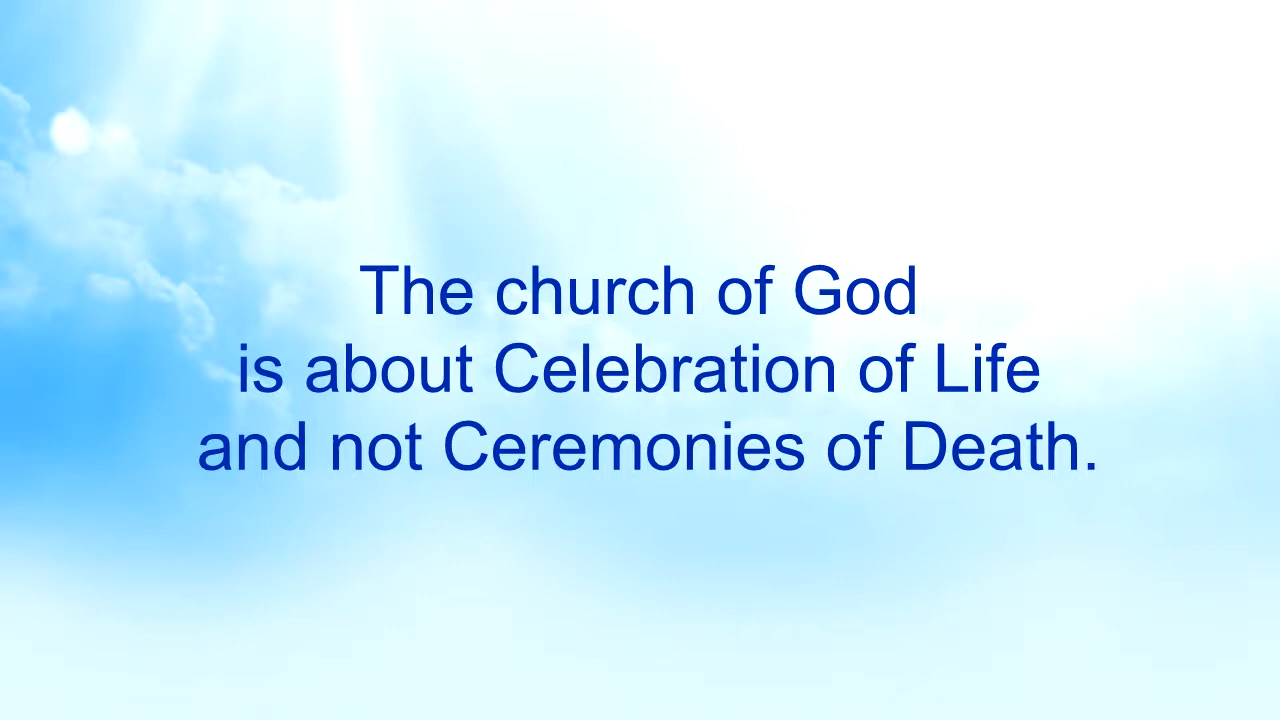 The church of God
is about Celebration of Life
and not Ceremonies of Death.